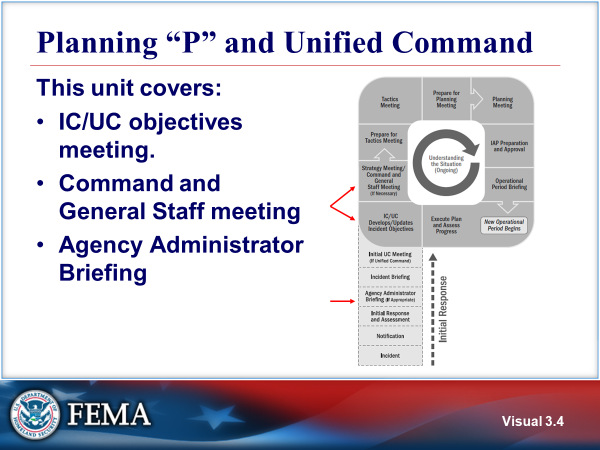 Planning “P” and Unified Command
This unit covers:
• IC/UC objectives
meeting.
• Command and
General Staff meeting
• Agency Administrator
Briefing
Tactics
Meeting
Prepare for
Planning
Meeting
Planning
Meeting
Prepare for
Tactics Meeting
IAP Preparation
and Approval
Understanding
the Situation
(Ongoing)
Strategy Meeting/
Command and
General
Staff Meeting
(If Necessary)
Operational
Period Briefing
IC/UC
Develops/Updates
Incident Objectives
Execute Plan
and Assess
Progress
New Operational
Period Begins
Initial UC Meeting
(If Unified Command)
Incident Briefing
Agency Administrator
Briefing (If Appropriate)
Initial Response
and Assessment
Notification
Incident
Initial Response
U.S. DEPARTMENT OF
HOMELAND SECURITY
FEMA
Visual 3.4